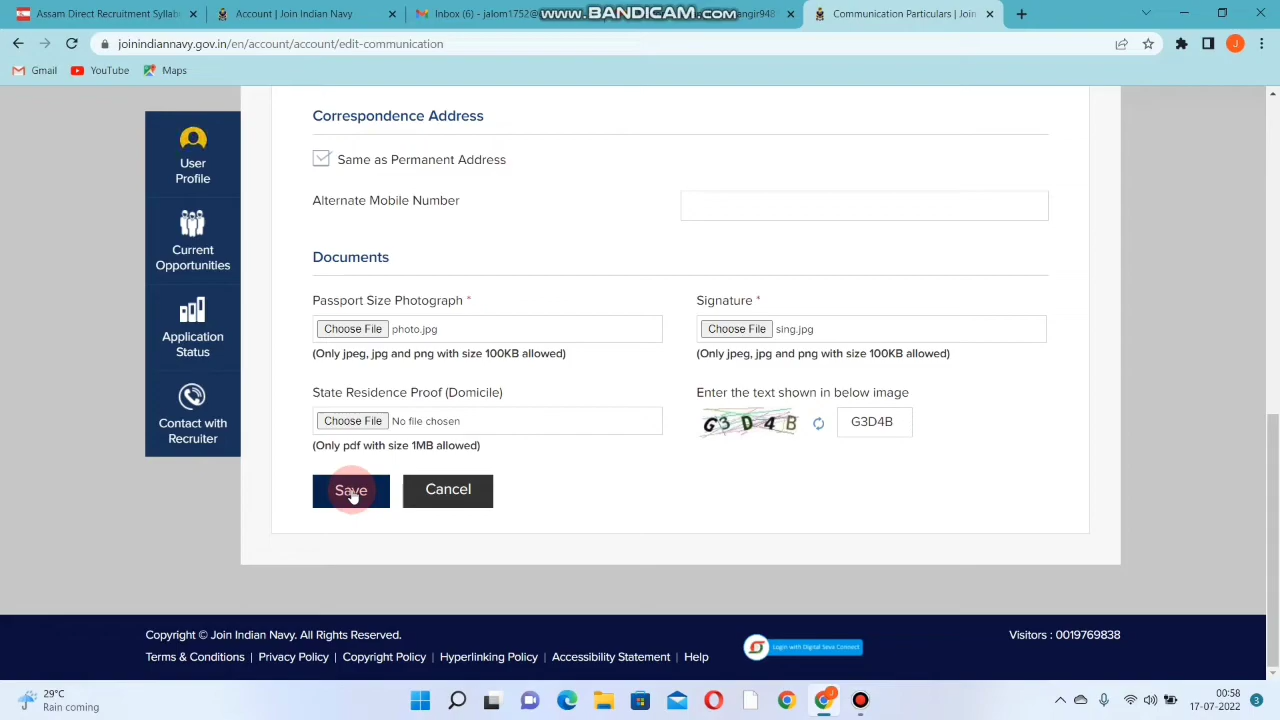 Assam Direct Recruitment Syllab
Account | Join Indian Navy
Inbox (6) - jalom1752@
www.BANDICAM.com
angir948
Communication Particulars | Join
joinindiannavy.gov.in/en/account/account/edit-communication
J
Gmail
YouTube
Maps
Correspondence Address
Same as Permanent Address
Alternate Mobile Number
Documents
Passport Size Photograph *
Signature *
Choose File photo.jpg
Choose File sing.jpg
(Only jpeg, jpg and png with size 100KB allowed)
(Only jpeg, jpg and png with size 100KB allowed)
State Residence Proof (Domicile)
Enter the text shown in below image
Choose File No file chosen
G3D4B
G3D4B
(Only pdf with size 1MB allowed)
Save
Cancel
User
Profile
Current
Opportunities
Application
Status
Contact with
Recruiter
Copyright © Join Indian Navy. All Rights Reserved.
Visitors : 0019769838
Terms & Conditions | Privacy Policy | Copyright Policy | Hyperlinking Policy | Accessibility Statement | Help
Login with Digital Seva Connect
29°C
Rain coming
J
00:58
17-07-2022
3